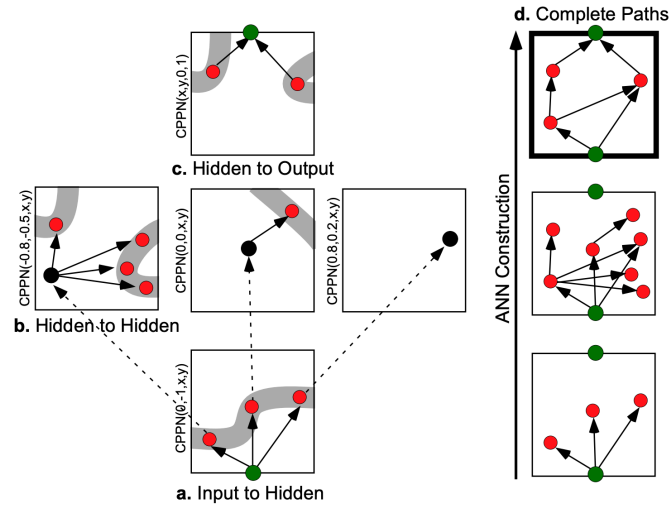 d. Complete Paths
CPPN(x,y,0,1)
c. Hidden to Output
CPPN(-0.8,-0.5,x,y)
CPPN(0,0,x,y)
CPPN(0.8,0.2,x,y)
ANN Construction
b. Hidden to Hidden
CPPN(0,-1,x,y)
a. Input to Hidden